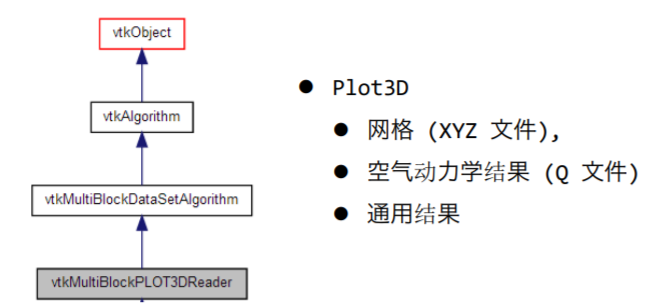 vtkObject
vtkAlgorithm
vtkMultiBlockDataSetAlgorithm
vtkMultiBlockPLOT3DReader
● Plot3D
● 网格 (XYZ 文件),
● 空气动力学结果 (Q 文件)
● 通用结果